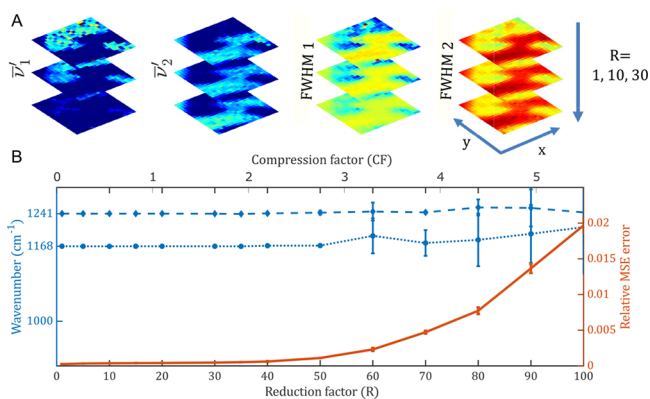 A
ν̅′1
ν̅′2
FWHM 1
FWHM 2
R=
1, 10, 30
y
x
B
Compression factor (CF)
0 1 2 3 4 5
1241
1168
1000
Wavenumber (cm-1)
0.02
0.015
0.01
0.005
0
Relative MSE error
0 10 20 30 40 50 60 70 80 90 100
Reduction factor (R)